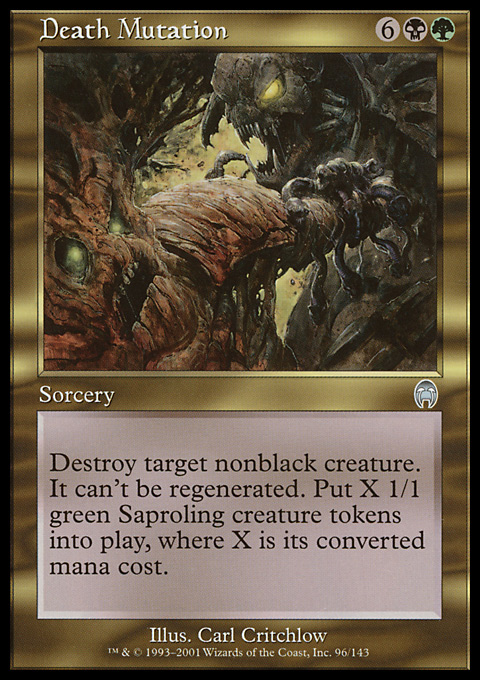 Death Mutation 6
Sorcery
Destroy target nonblack creature.
It can't be regenerated. Put X 1/1
green Saproling creature tokens
into play, where X is its converted
mana cost.
Illus. Carl Critchlow
™ & © 1993–2001 Wizards of the Coast, Inc. 96/143